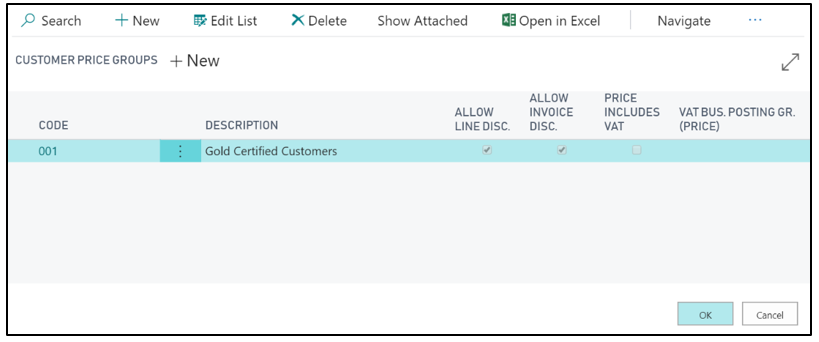 Search New Edit List Delete Show Attached Open in Excel Navigate ...
CUSTOMER PRICE GROUPS + New
CODE DESCRIPTION ALLOW LINE DISC. ALLOW INVOICE DISC. PRICE INCLUDES VAT VAT BUS. POSTING GR. (PRICE)
001 Gold Certified Customers
OK Cancel